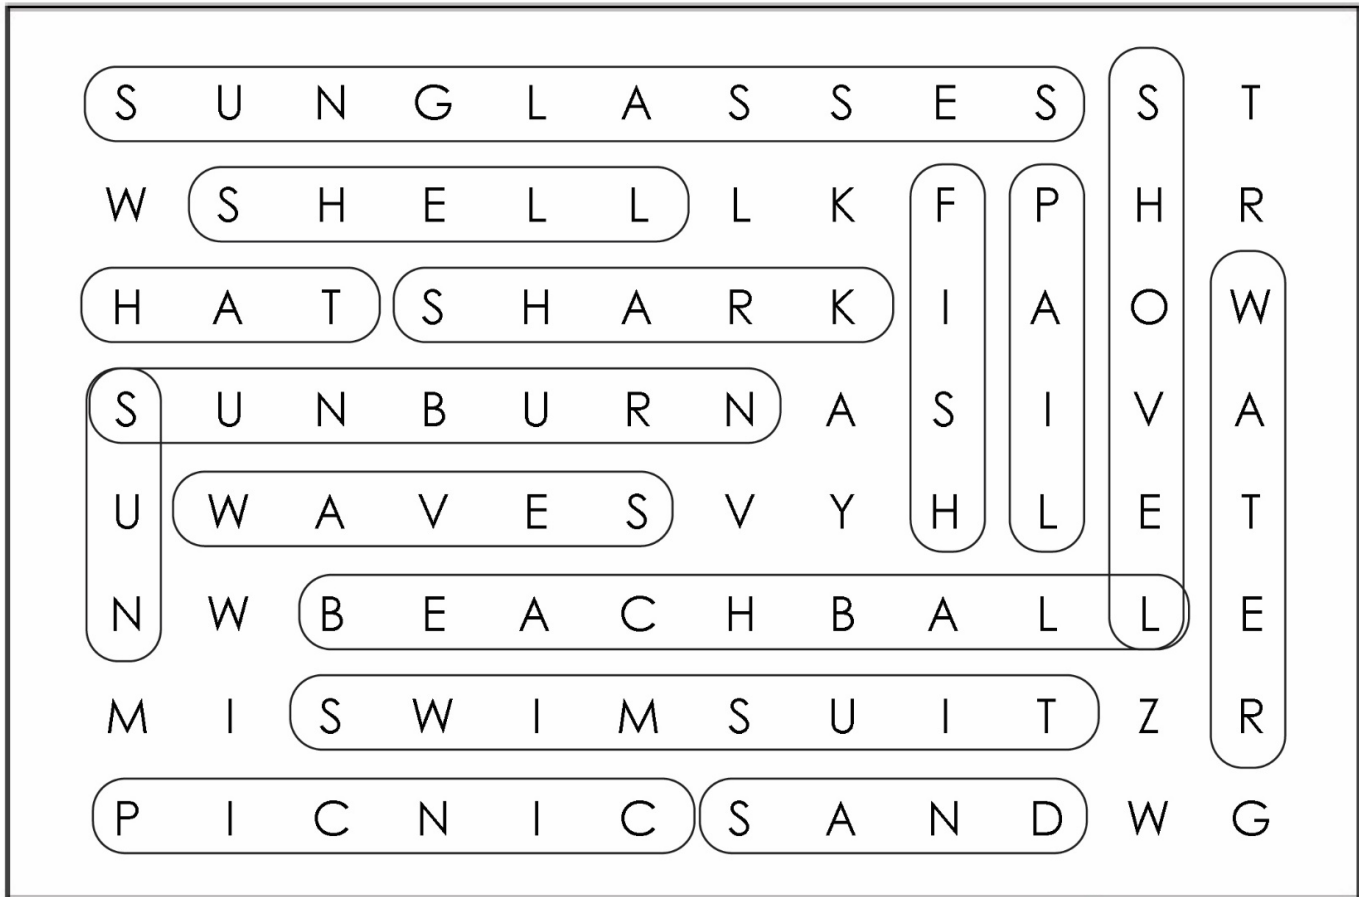 S U N G L A S S E S S T
W S H E L L L K F P H R
H A T S H A R K I A O W
S U N B U R N A S I V A
U W A V E S V Y H L E T
N W B E A C H B A L L E
M I S W I M S U I T Z R
P I C N I C S A N D W G